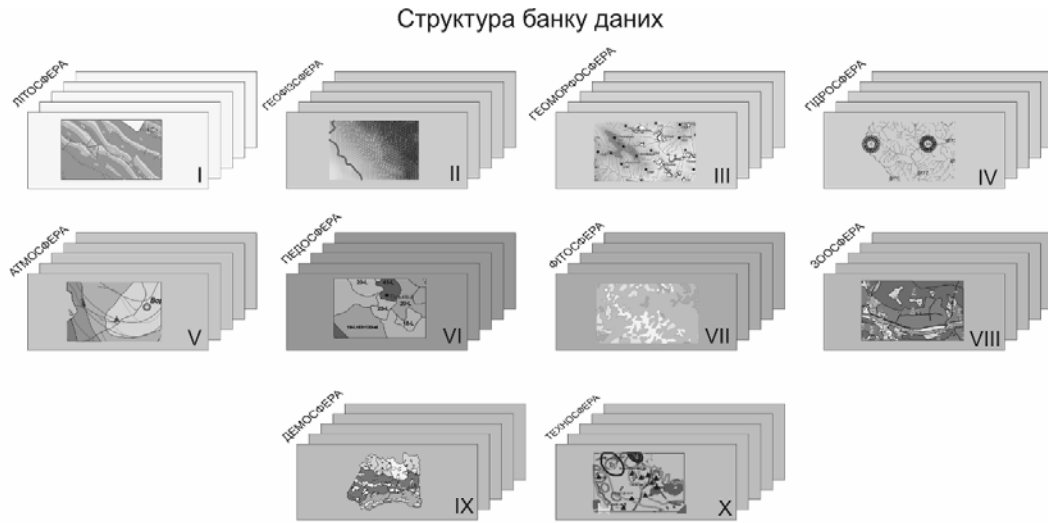 Структура банку даних
ЛІТОСФЕРА
I
ГЕОФІЗСФЕРА
II
ГЕОМОРФОСФЕРА
III
ГІДРОСФЕРА
IV
АТМОСФЕРА
V
ПЕДОСФЕРА
VI
ФІТОСФЕРА
VII
ЗООСФЕРА
VIII
ДЕМОСФЕРА
IX
ТЕХНОСФЕРА
X